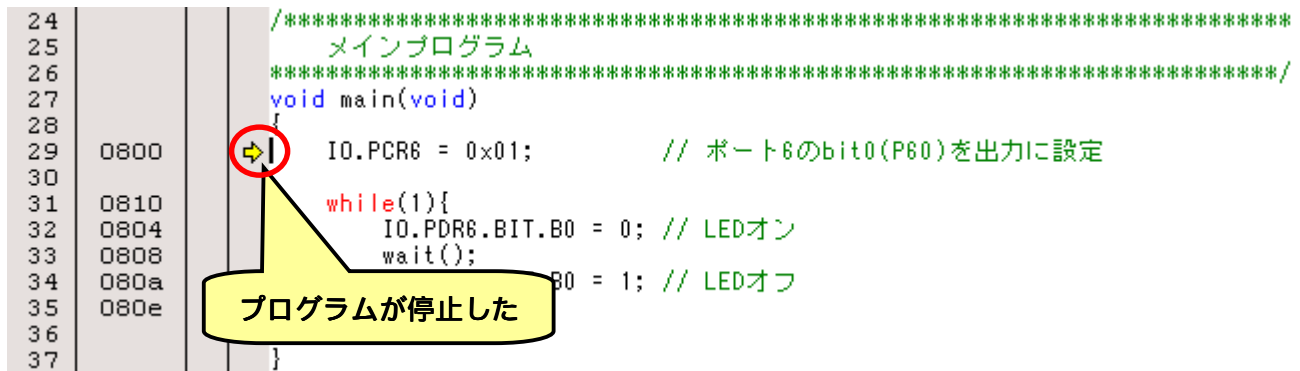 24 /************************************************************************
25 メインプログラム
26 ************************************************************************/
27 void main(void)
28 {
29 0800 IO.PCR6 = 0x01; // ポート6のbit0(P60)を出力に設定
30
31 0810 while(1){
32 0804 IO.PDR6.BIT.B0 = 0; // LEDオン
33 0808 wait();
34 080a B0 = 1; // LEDオフ
35 080e
36
37 }
プログラムが停止した